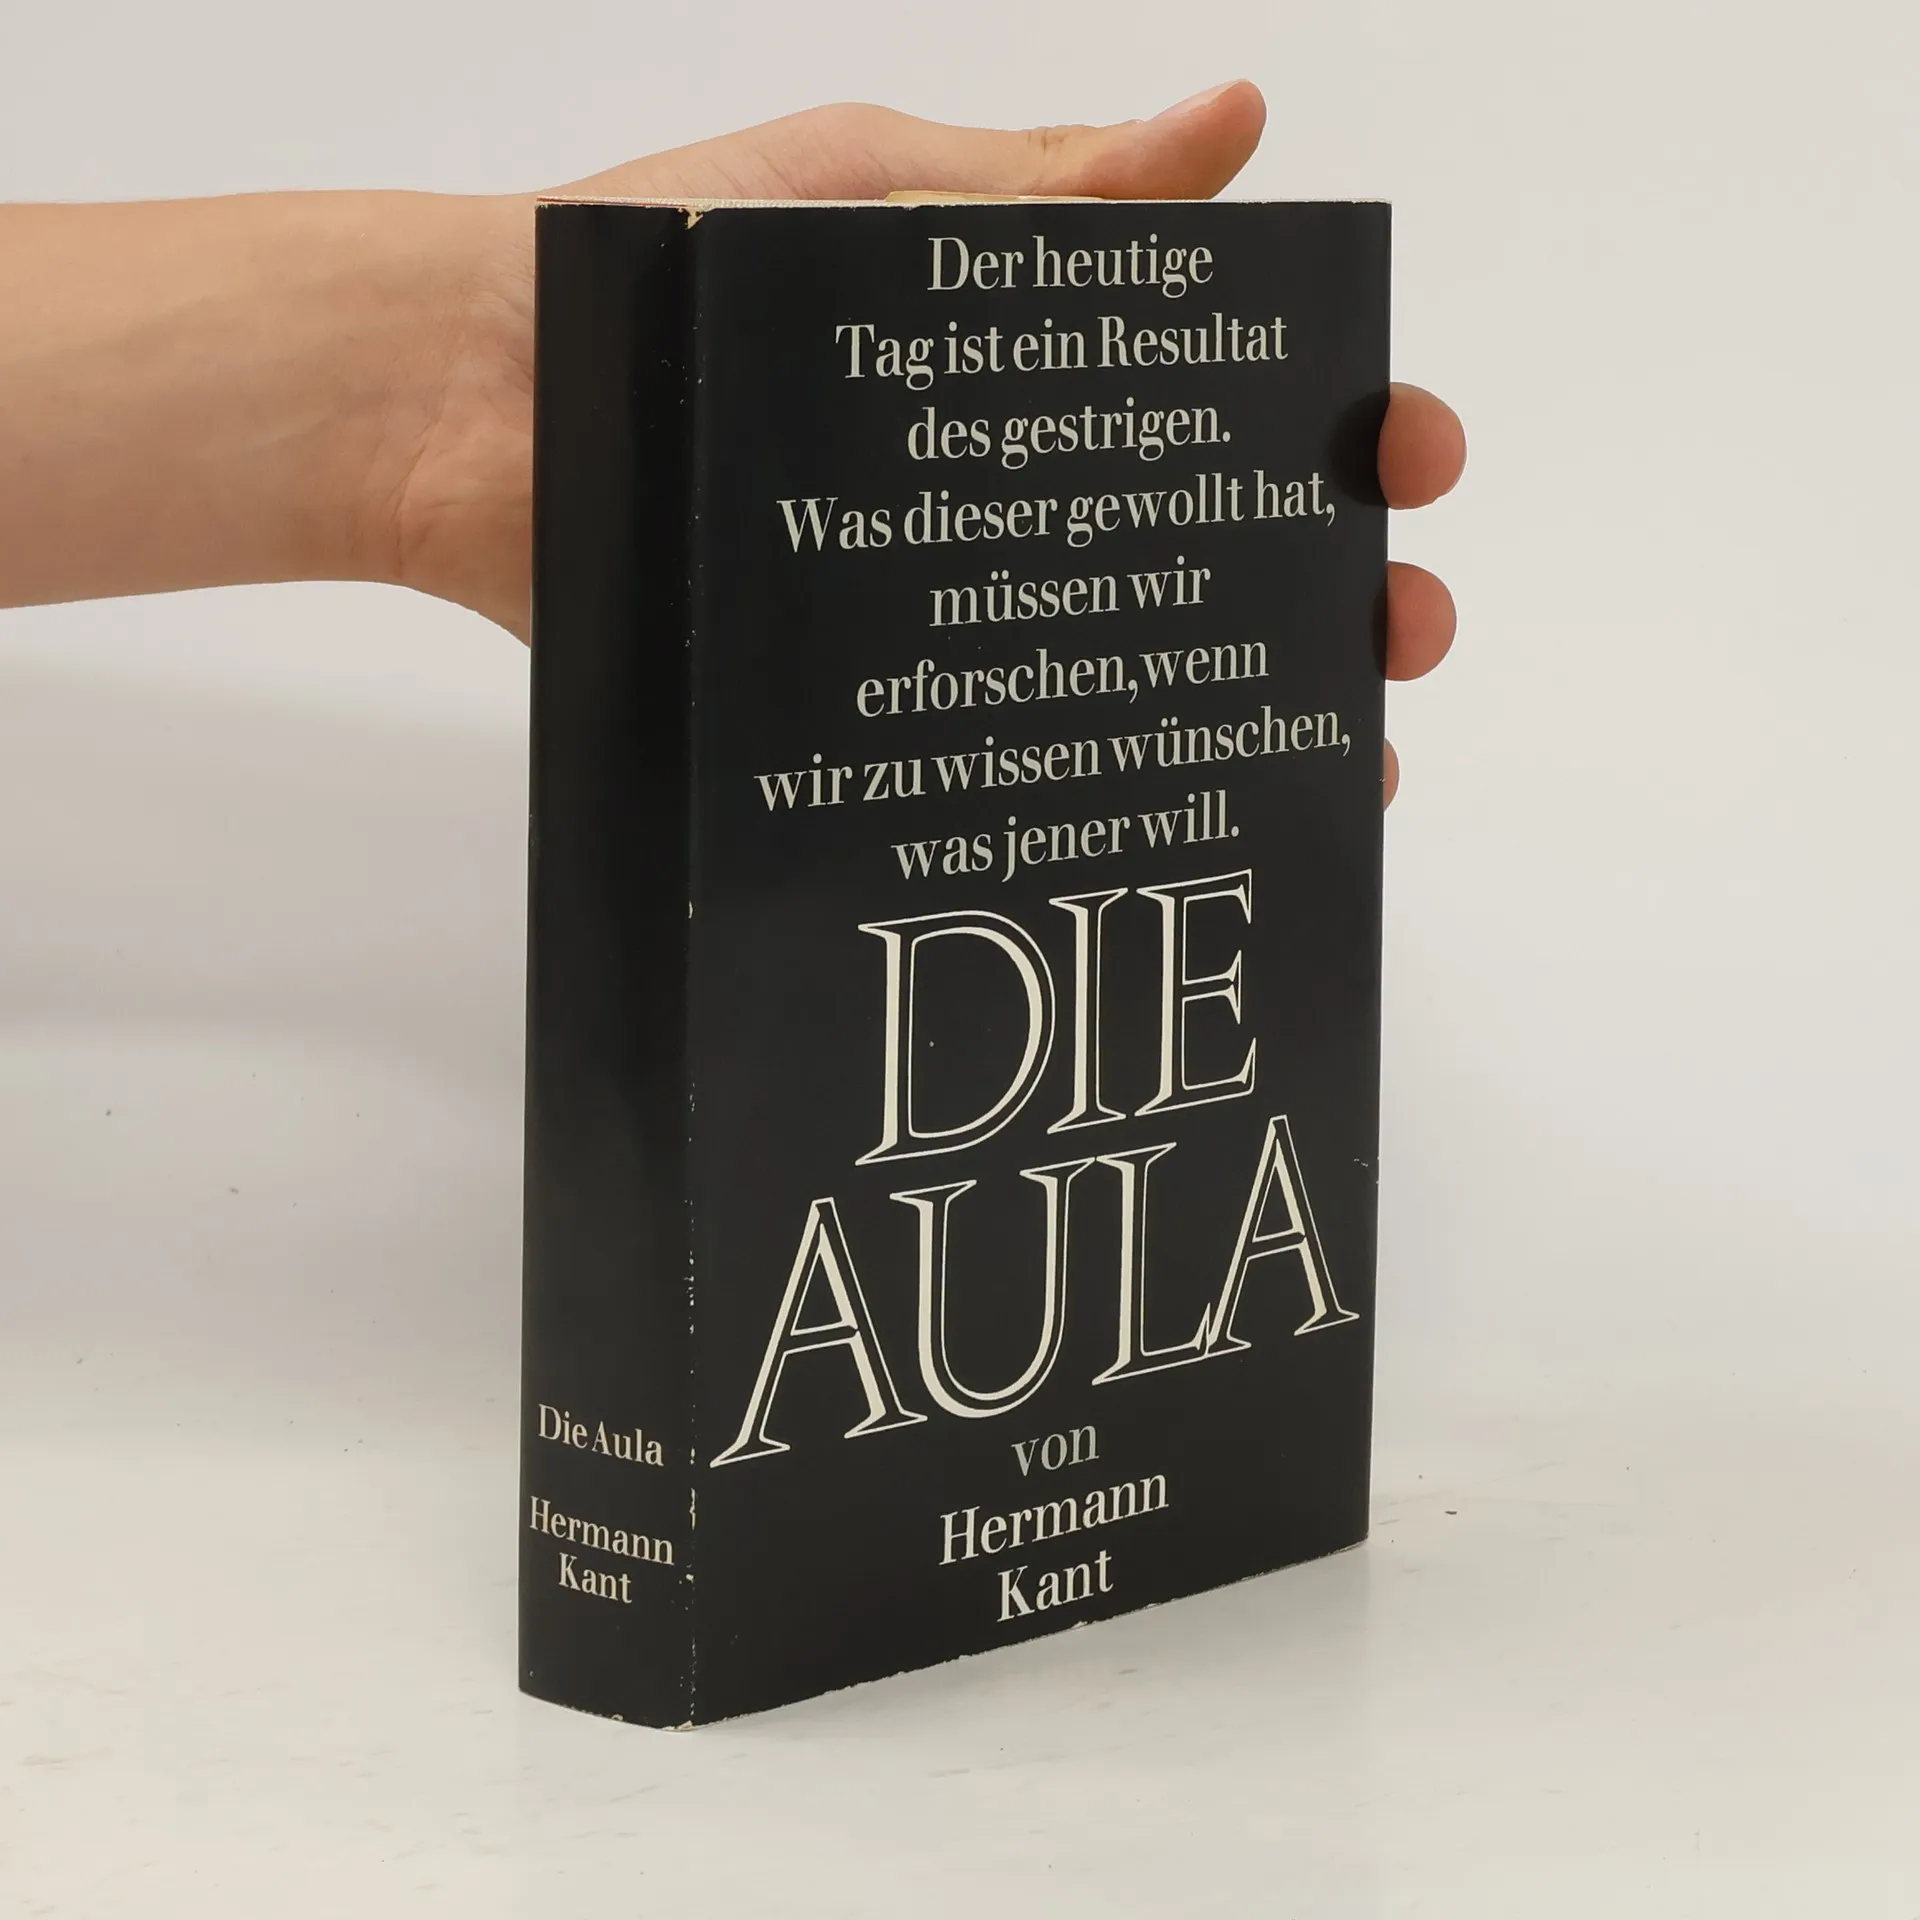 Der heutige
Tag ist ein Resultat
des gestrigen.
Was dieser gewollt hat,
müssen wir
erforschen, wenn
wir zu wissen wünschen,
was jener will.
DIE
AULA
von
Hermann
Kant
Die Aula
Hermann
Kant